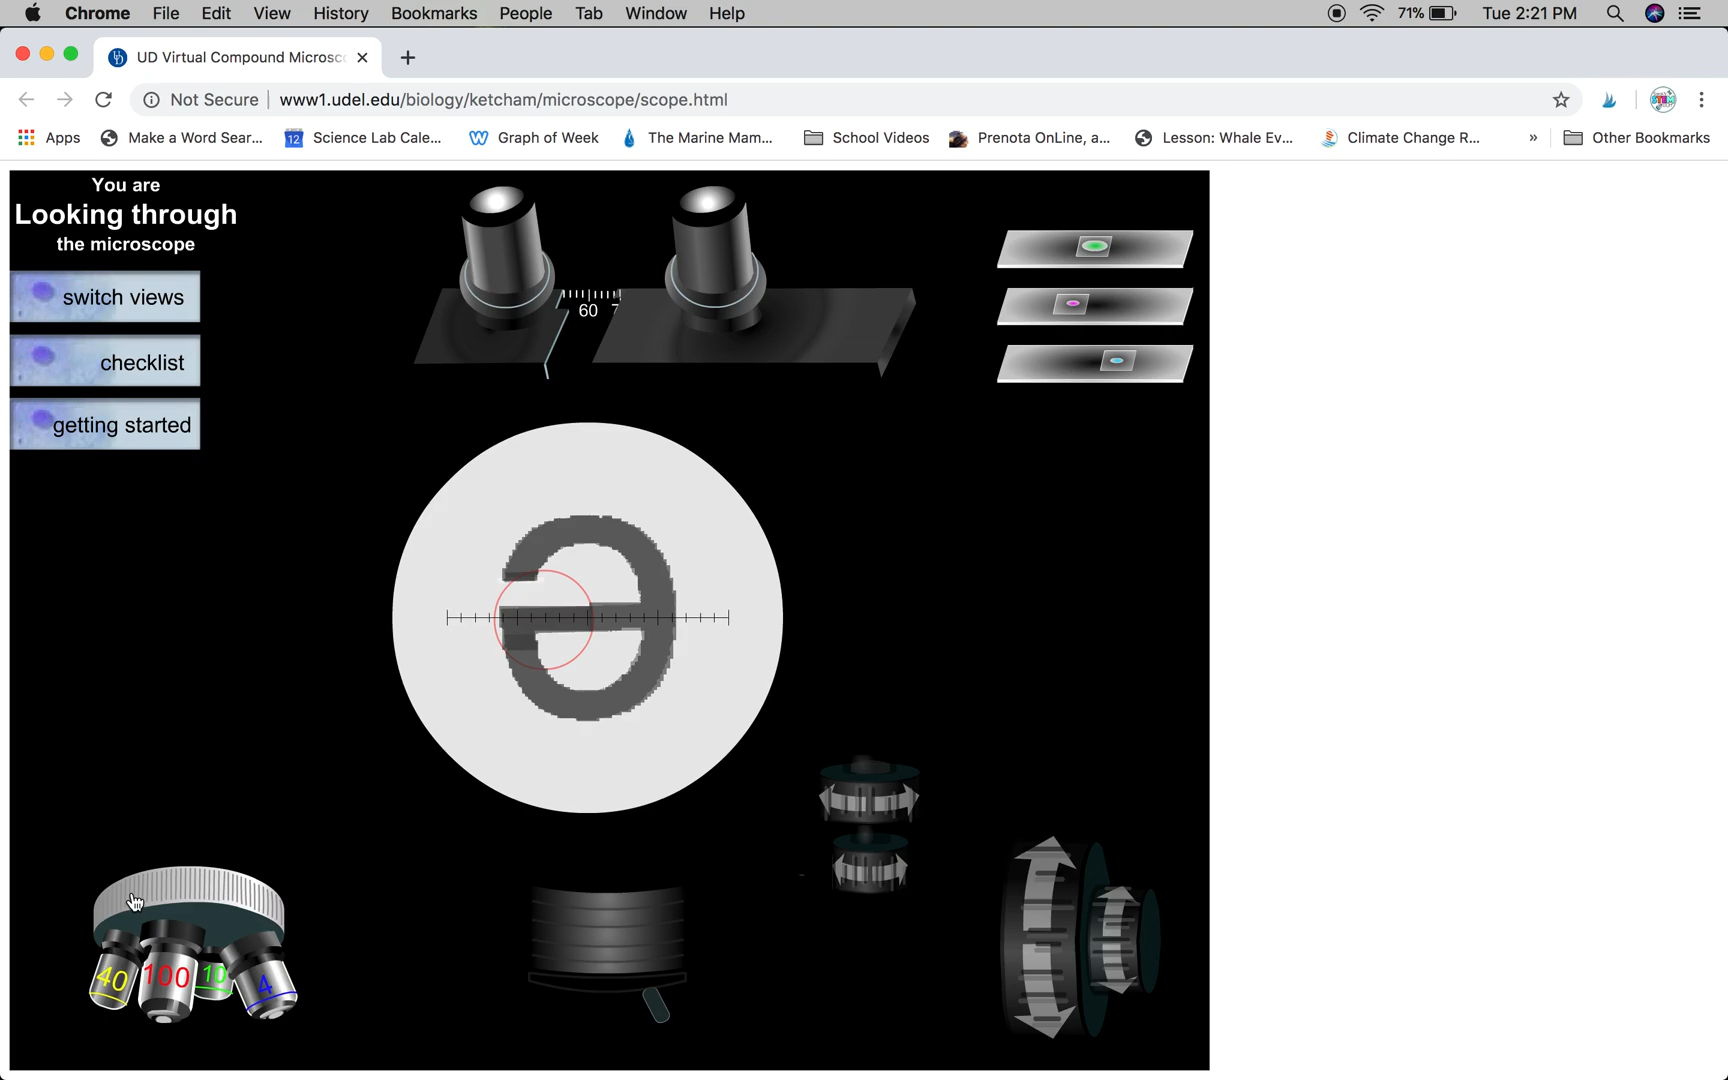 Chrome File Edit View History Bookmarks People Tab Window Help 71% Tue 2:21 PM
UD Virtual Compound Microsc
Not Secure www1.udel.edu/biology/ketcham/microscope/scope.html
Apps Make a Word Sear... Science Lab Cale... Graph of Week The Marine Mam... School Videos Prenota OnLine, a... Lesson: Whale Ev... Climate Change R... » Other Bookmarks
You are
Looking through
the microscope
switch views
checklist
getting started
60 7
e
40 100 10 4